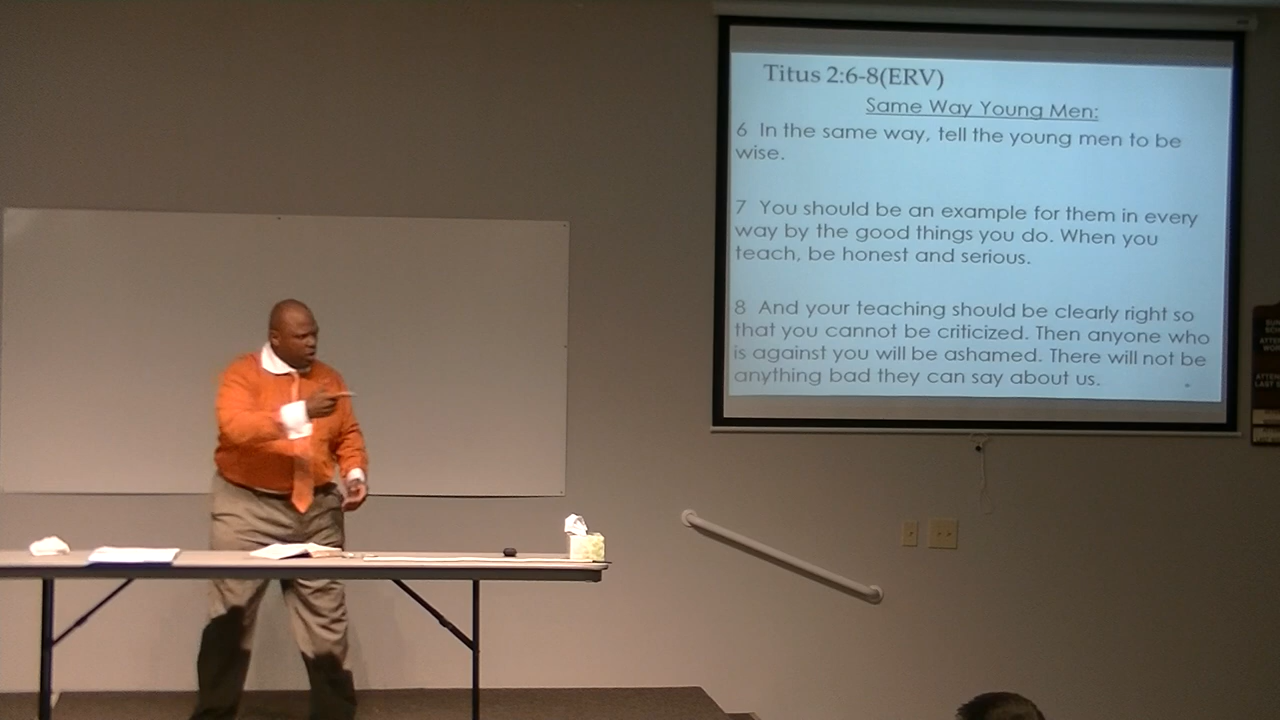 Titus 2:6-8(ERV)
Same Way Young Men:
6 In the same way, tell the young men to be
wise.
7 You should be an example for them in every
way by the good things you do. When you
teach, be honest and serious.
8 And your teaching should be clearly right so
that you cannot be criticized. Then anyone who
is against you will be ashamed. There will not be
anything bad they can say about us.
LAST